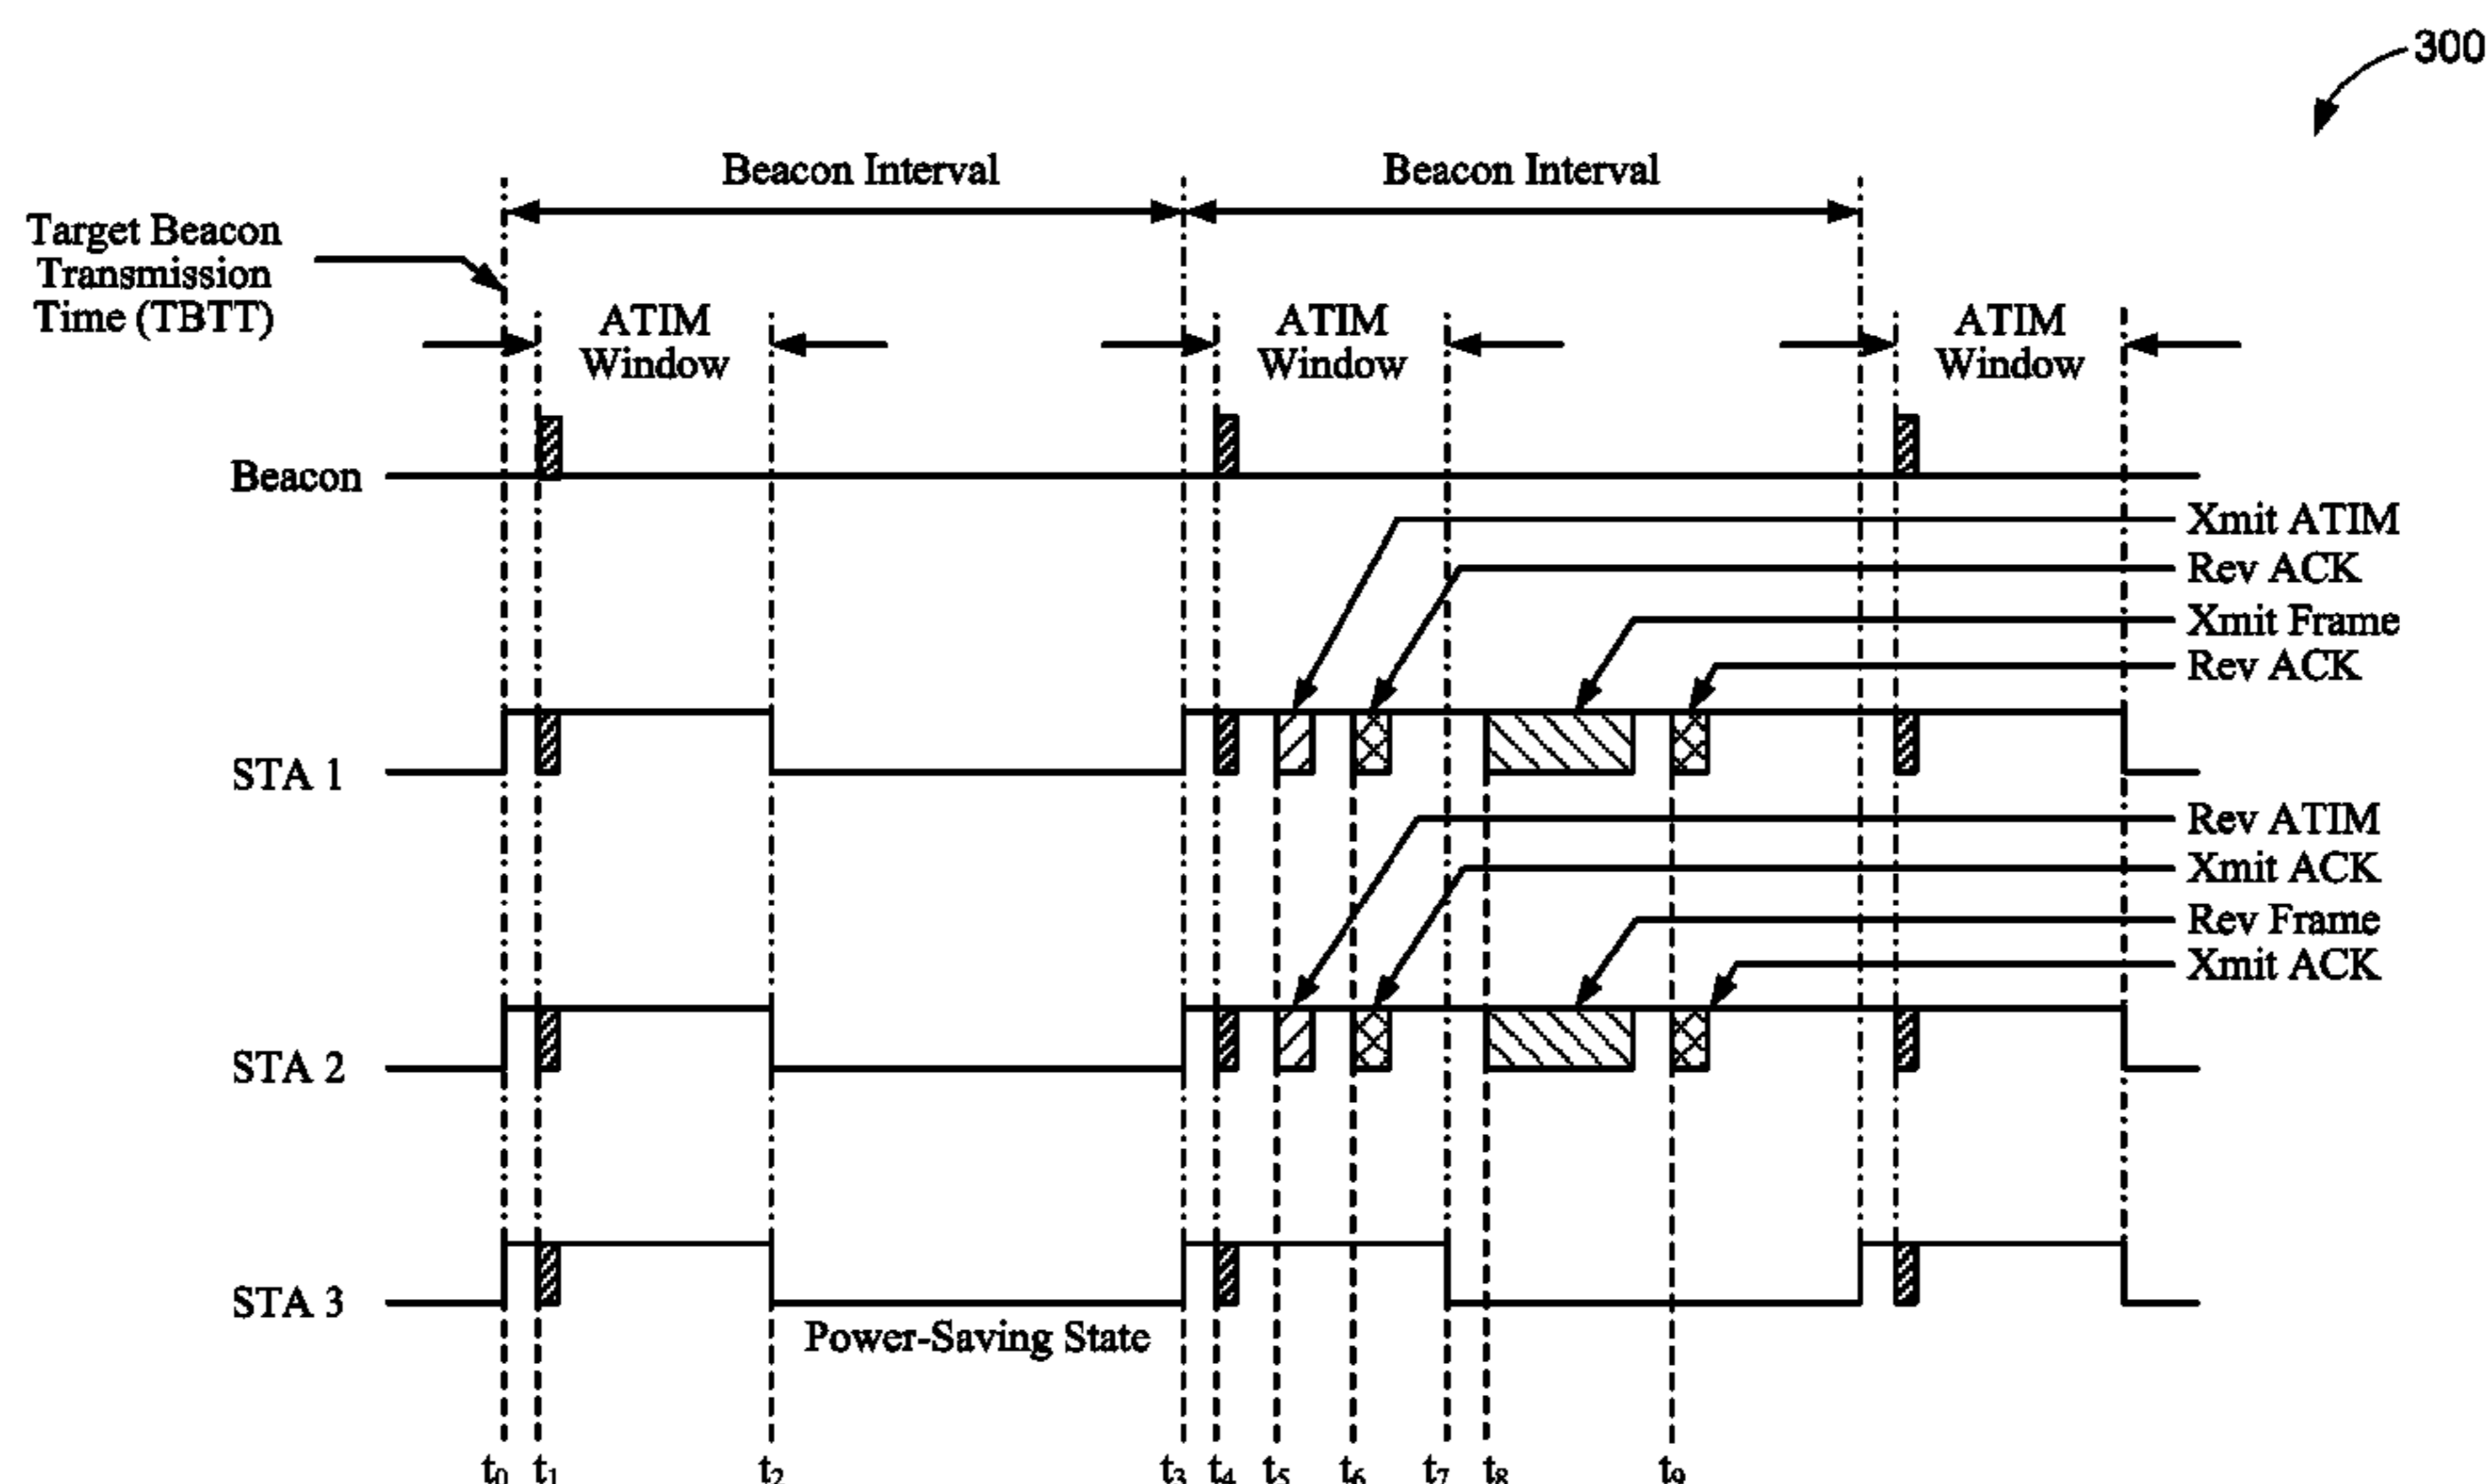 300
Beacon Interval
Beacon Interval
Target Beacon
Transmission
Time (TBTT)
ATIM
Window
ATIM
Window
ATIM
Window
Beacon
Xmit ATIM
Rev ACK
Xmit Frame
Rev ACK
STA 1
Rev ATIM
Xmit ACK
Rev Frame
Xmit ACK
STA 2
STA 3
Power-Saving State
t₀ t₁ t₂ t₃ t₄ t₅ t₆ t₇ t₈ t₉